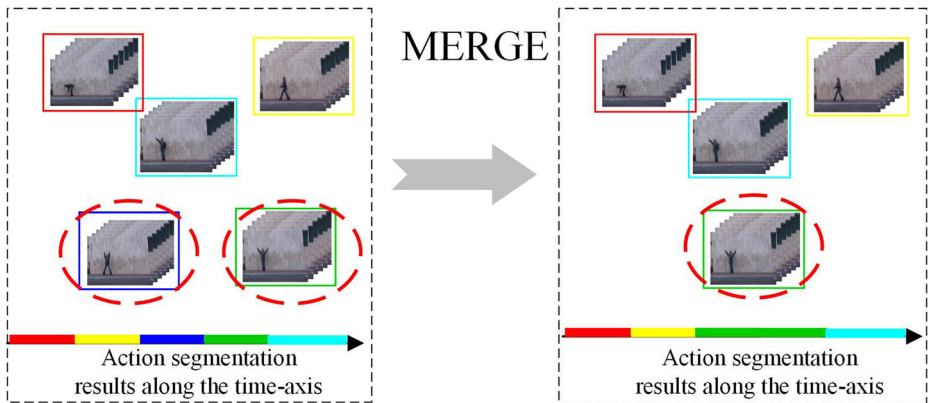 MERGE
Action segmentation
results along the time-axis
Action segmentation
results along the time-axis